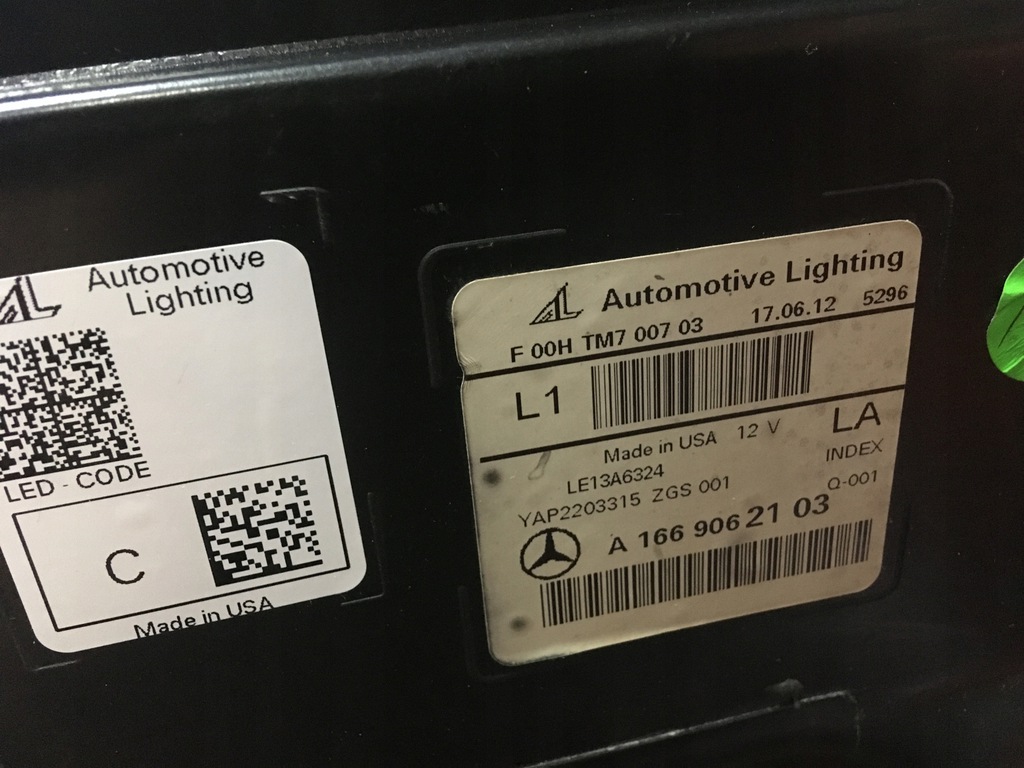 Automotive
Lighting
LED - CODE
C
Made in USA
AL Automotive Lighting
F 00H TM7 007 03 17.06.12 5296
L1
Made in USA 12 V LA
LE13A6324 INDEX
YAP2203315 ZGS 001 Q-001
A 166 906 21 03